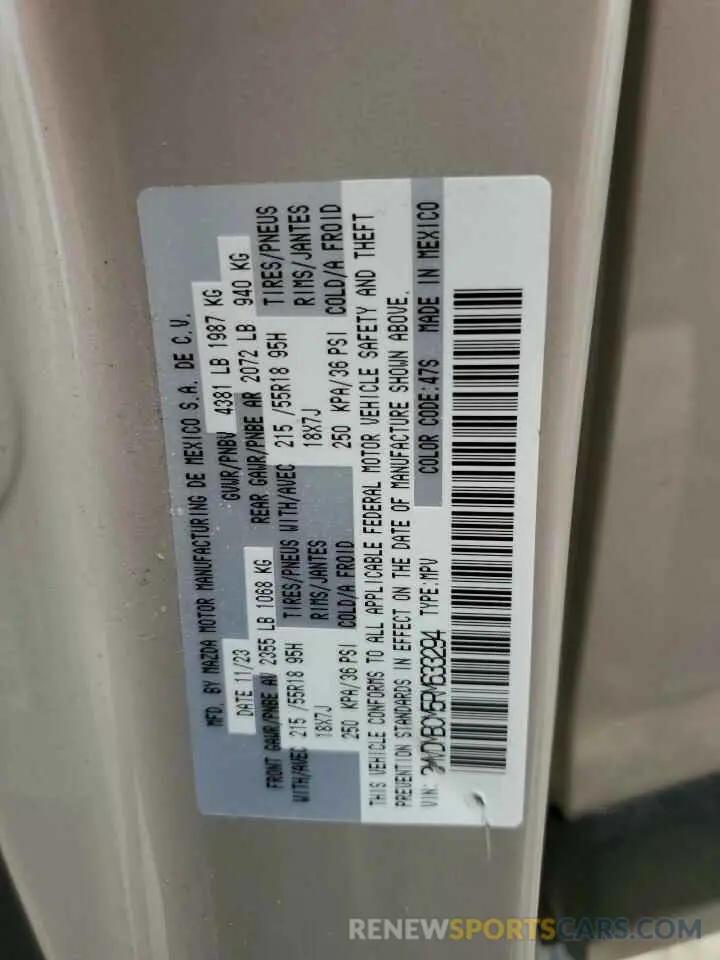 MFD. BY MAZDA MOTOR MANUFACTURING DE MEXICO S.A. DE C.V.
DATE 11/23 GVWR/PNBV 4381 LB 1987 KG
FRONT GAWR/PNBE AV 2355 LB 1068 KG REAR GAWR/PNBE AR 2072 LB 940 KG
WITH/AVEC 215 /55R18 95H TIRES/PNEUS WITH/AVEC 215 /55R18 95H TIRES/PNEUS
18X7J RIMS/JANTES 18X7J RIMS/JANTES
250 KPA/36 PSI COLD/A FROID 250 KPA/36 PSI COLD/A FROID
THIS VEHICLE CONFORMS TO ALL APPLICABLE FEDERAL MOTOR VEHICLE SAFETY AND THEFT
PREVENTION STANDARDS IN EFFECT ON THE DATE OF MANUFACTURE SHOWN ABOVE.
VIN: 3MVDMBCM5RM633294 TYPE:MPV COLOR CODE:47S MADE IN MEXICO
RENEWSPORTSCARS.COM